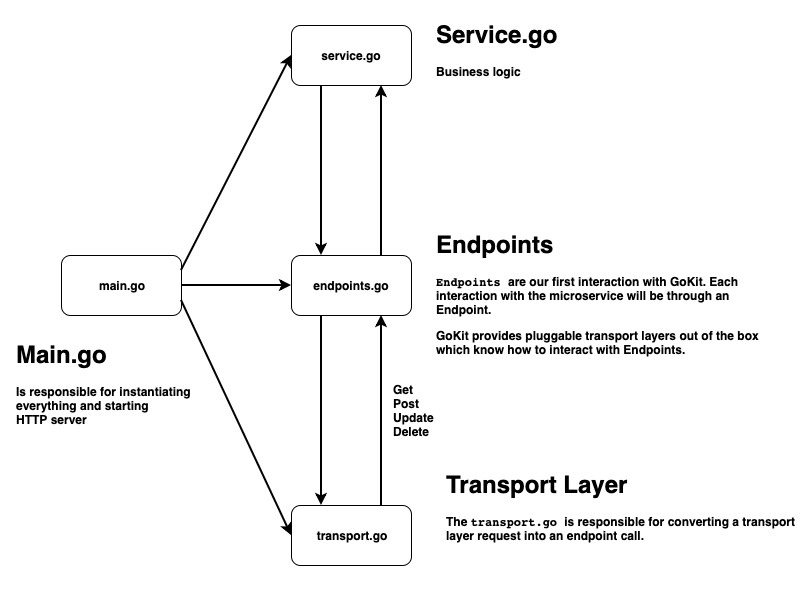 service.go
Service.go
Business logic
main.go
endpoints.go
Endpoints
Endpoints are our first interaction with GoKit. Each
interaction with the microservice will be through an
Endpoint.
GoKit provides pluggable transport layers out of the box
which know how to interact with Endpoints.
Main.go
Is responsible for instantiating
everything and starting
HTTP server
Get
Post
Update
Delete
transport.go
Transport Layer
The transport.go is responsible for converting a transport
layer request into an endpoint call.